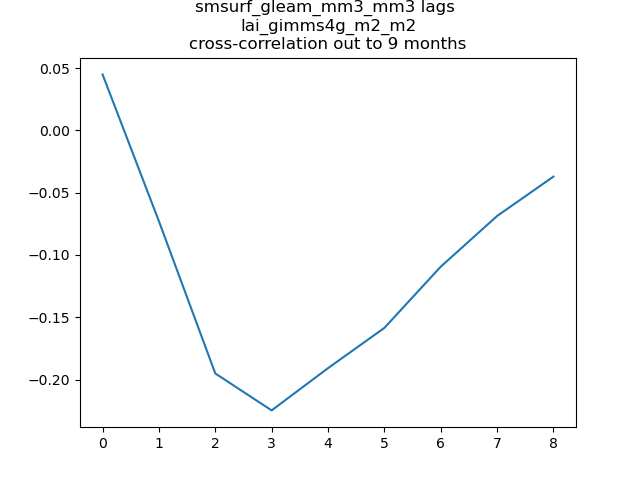 smsurf_gleam_mm3_mm3 lags
lai_gimms4g_m2_m2
cross-correlation out to 9 months
0.05
0.00
−0.05
−0.10
−0.15
−0.20
0 1 2 3 4 5 6 7 8